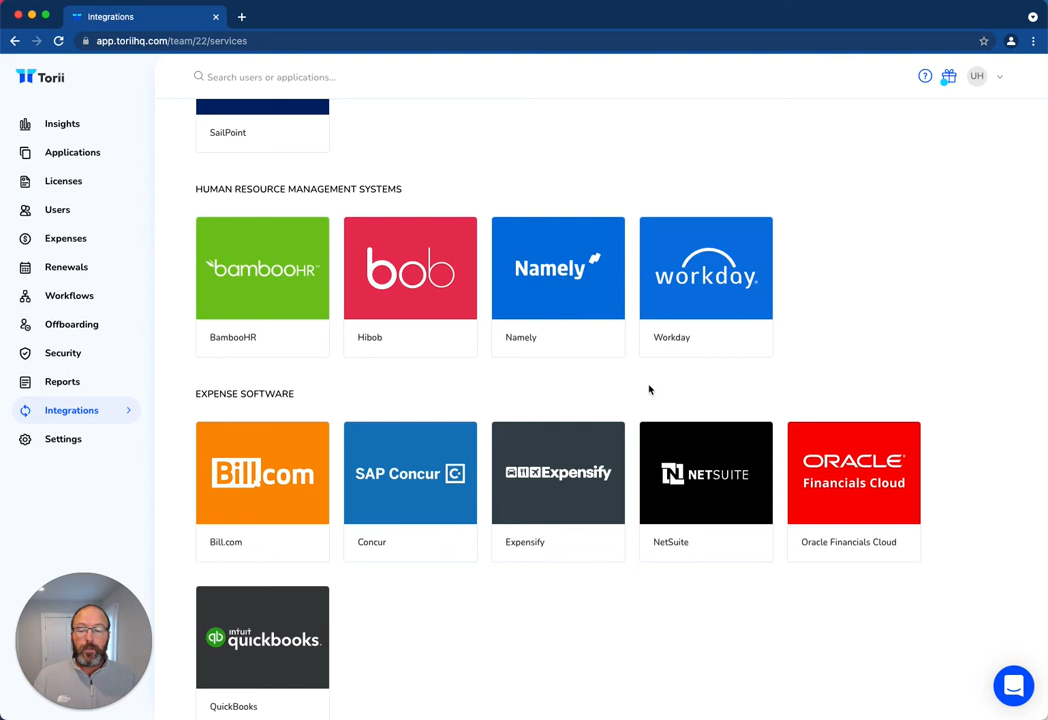 Integrations
app.toriihq.com/team/22/services
Torii
Search users or applications...
?
UH
Insights
Applications
Licenses
Users
Expenses
Renewals
Workflows
Offboarding
Security
Reports
Integrations
Settings
SailPoint
HUMAN RESOURCE MANAGEMENT SYSTEMS
bambooHR™
bob
Namely
workday.
BambooHR
Hibob
Namely
Workday
EXPENSE SOFTWARE
Bill.com
SAP Concur C
Expensify
N NETSUITE
ORACLE
Financials Cloud
Bill.com
Concur
Expensify
NetSuite
Oracle Financials Cloud
qb intuit
quickbooks.
QuickBooks